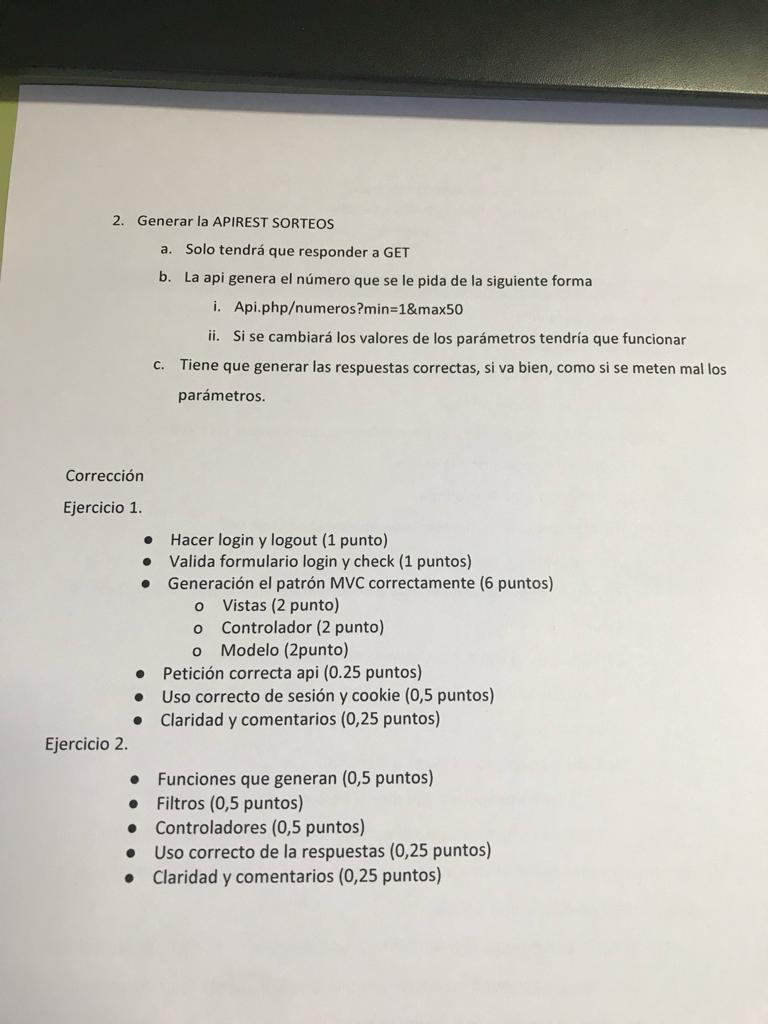 2. Generar la APIREST SORTEOS
a. Solo tendrá que responder a GET
b. La api genera el número que se le pida de la siguiente forma
i. Api.php/numeros?min=1&max50
ii. Si se cambiará los valores de los parámetros tendría que funcionar
c. Tiene que generar las respuestas correctas, si va bien, como si se meten mal los
parámetros.
Corrección
Ejercicio 1.
● Hacer login y logout (1 punto)
● Valida formulario login y check (1 puntos)
● Generación el patrón MVC correctamente (6 puntos)
o Vistas (2 punto)
o Controlador (2 punto)
o Modelo (2punto)
● Petición correcta api (0.25 puntos)
● Uso correcto de sesión y cookie (0,5 puntos)
● Claridad y comentarios (0,25 puntos)
Ejercicio 2.
● Funciones que generan (0,5 puntos)
● Filtros (0,5 puntos)
● Controladores (0,5 puntos)
● Uso correcto de la respuestas (0,25 puntos)
● Claridad y comentarios (0,25 puntos)